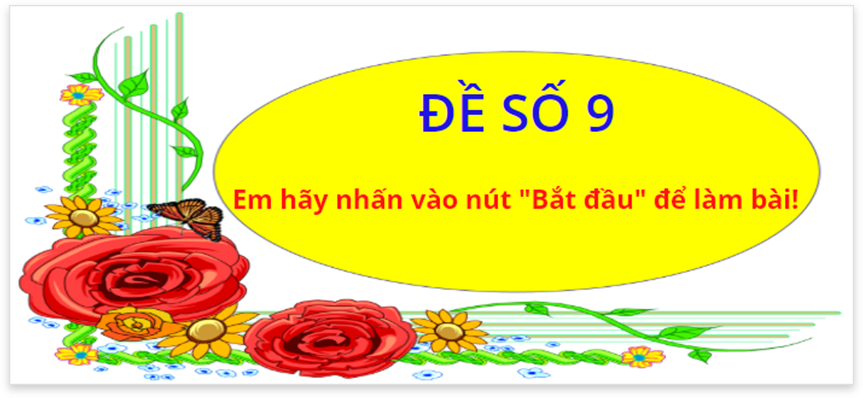 ĐỀ SỐ 9
Em hãy nhấn vào nút "Bắt đầu" để làm bài!